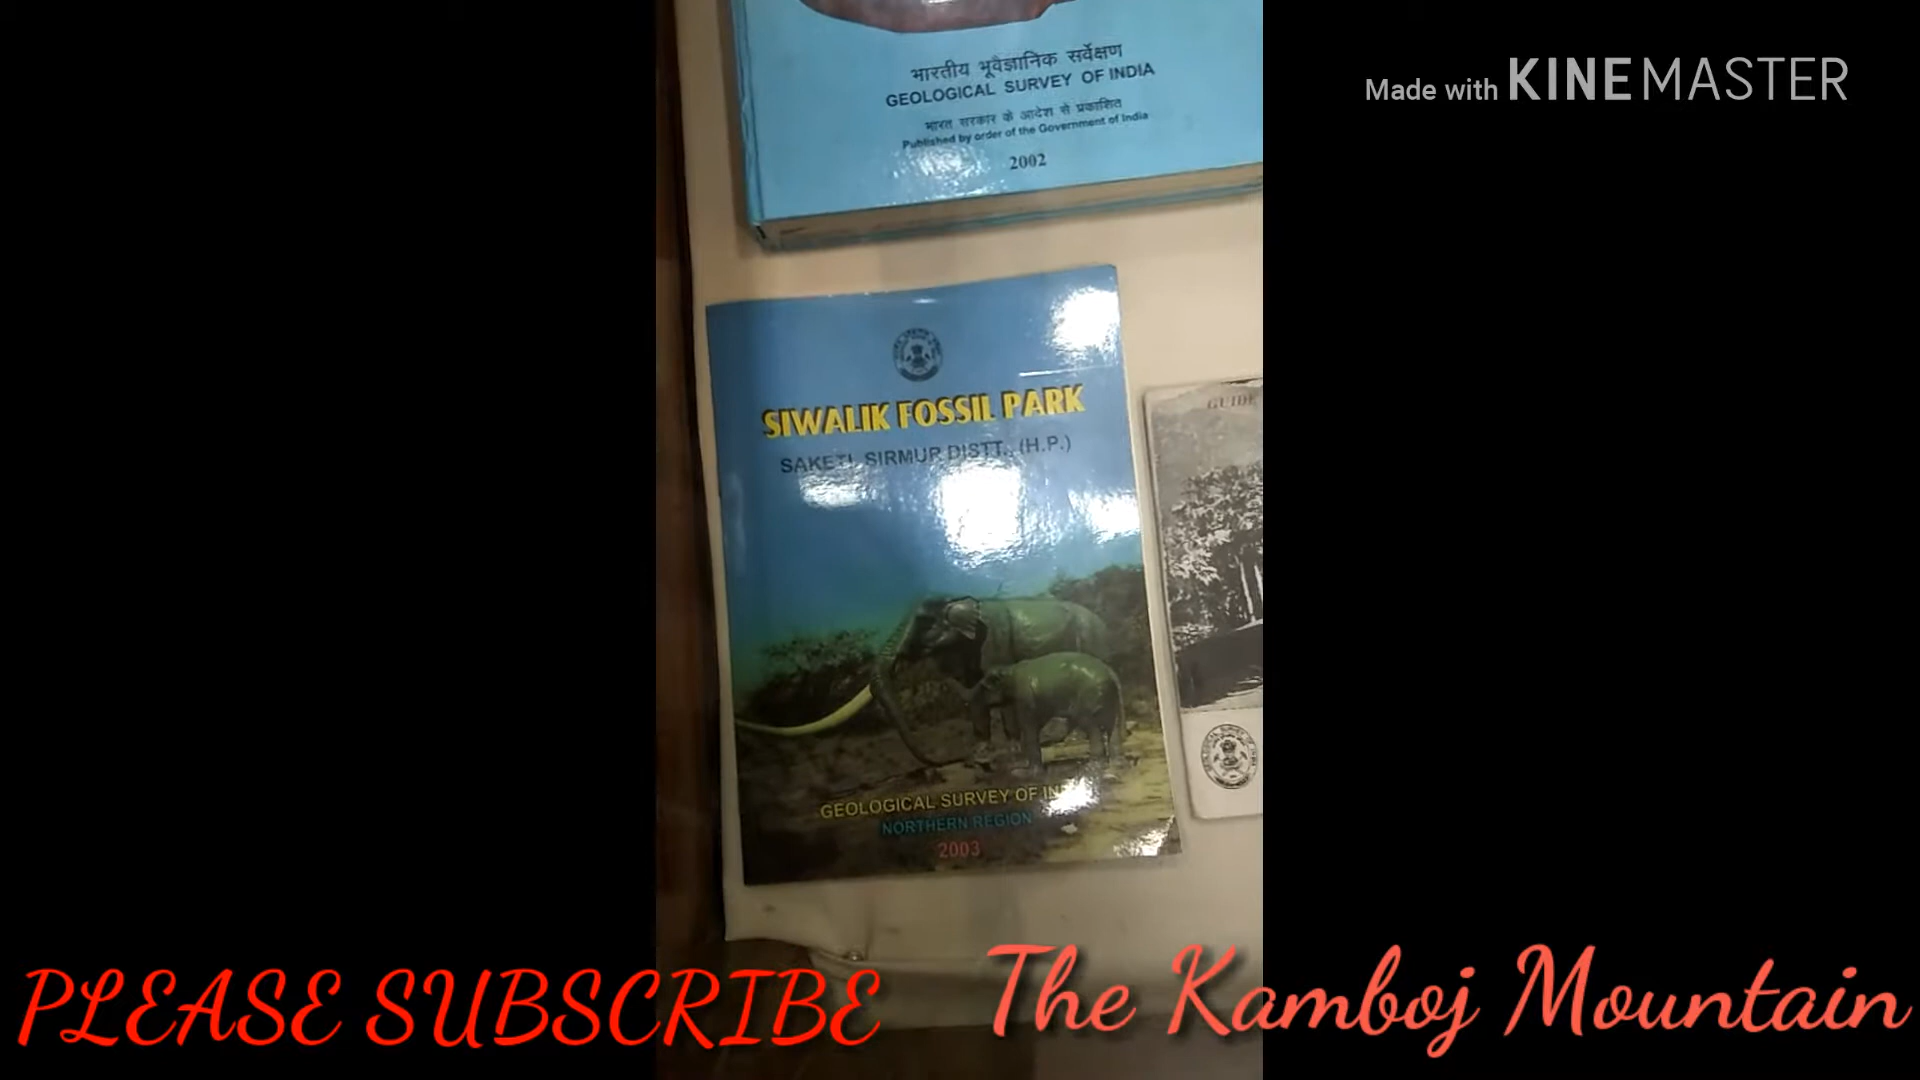 भारतीय भूवैज्ञानिक सर्वेक्षण
GEOLOGICAL SURVEY OF INDIA
भारत सरकार के आदेश से प्रकाशित
Published by order of the Government of India
2002
Made with KINEMASTER
SIWALIK FOSSIL PARK
SAKETI, SIRMUR DISTT., (H.P.)
GUIDE
GEOLOGICAL SURVEY OF
NORTHERN REGION
2003
PLEASE SUBSCRIBE
The Kamboj Mountain